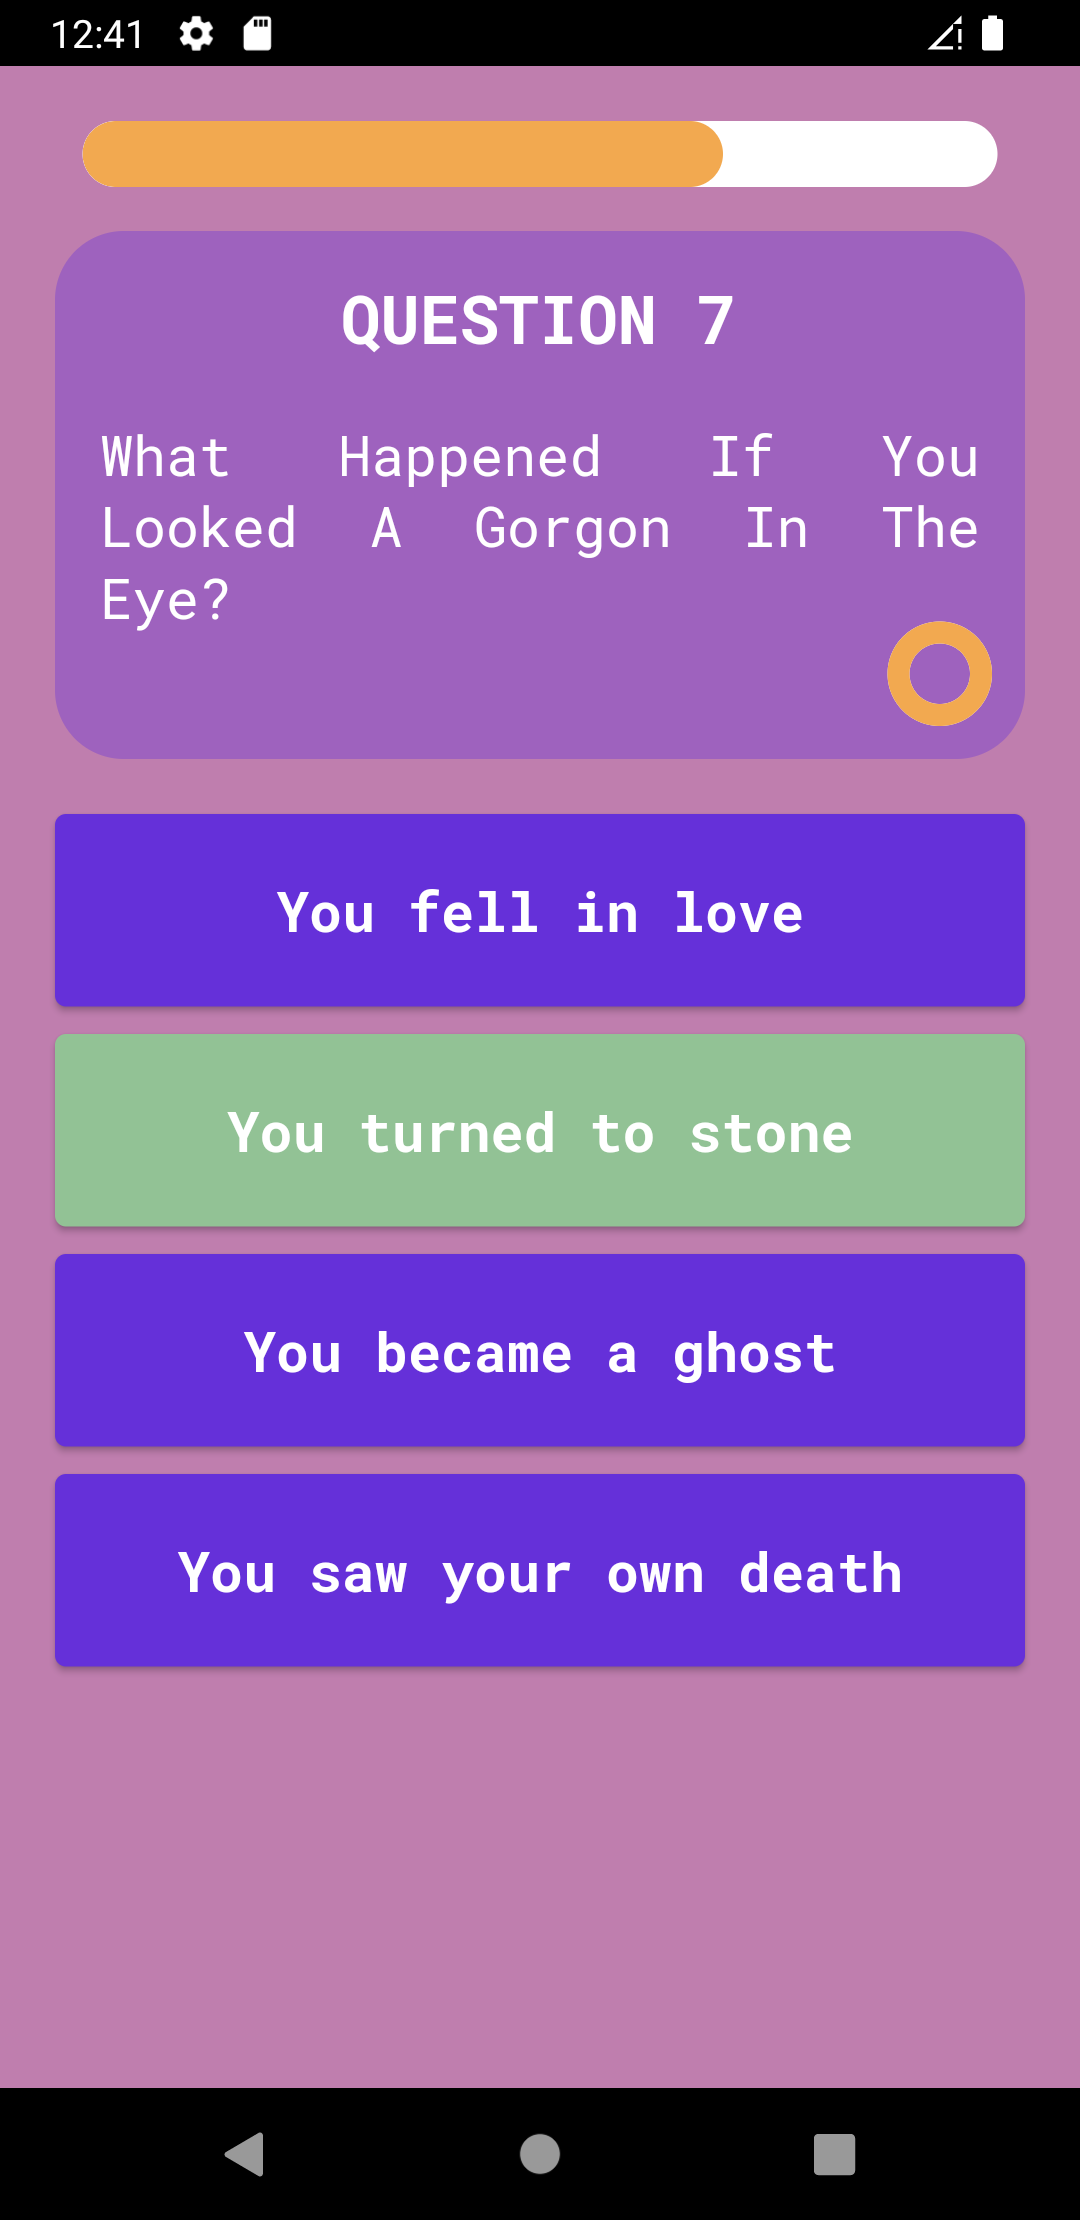 12:41
QUESTION 7
What Happened If You
Looked A Gorgon In The
Eye?
You fell in love
You turned to stone
You became a ghost
You saw your own death